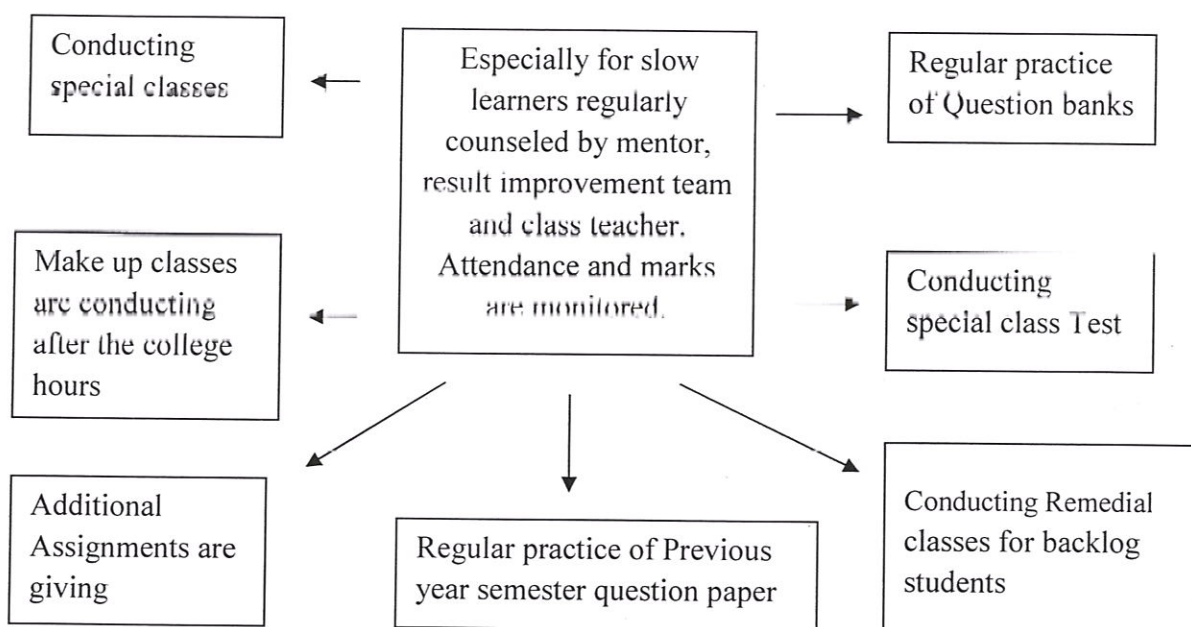 Conducting
special classes
Especially for slow
learners regularly
counseled by mentor,
result improvement team
and class teacher.
Attendance and marks
are monitored.
Regular practice
of Question banks
Make up classes
are conducting
after the college
hours
Conducting
special class Test
Additional
Assignments are
giving
Regular practice of Previous
year semester question paper
Conducting Remedial
classes for backlog
students